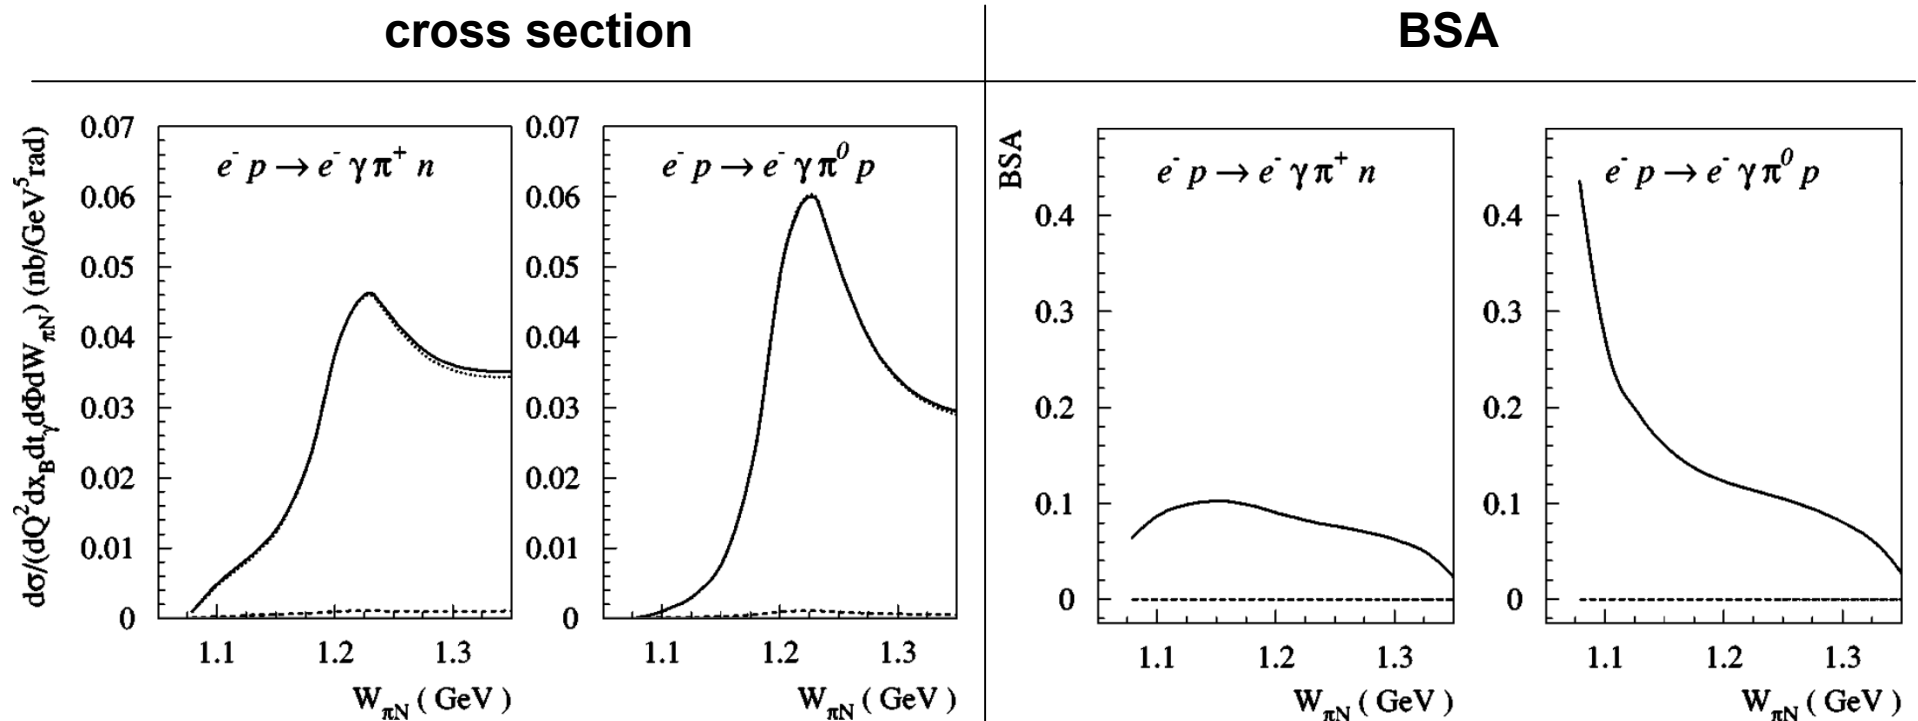 cross section
BSA
dσ/(dQ²dx_B dt_γ dΦdW_πN) (nb/GeV⁵rad)
e⁻ p → e⁻ γ π⁺ n
0.07
0.06
0.05
0.04
0.03
0.02
0.01
0
1.1 1.2 1.3
W_πN ( GeV )
e⁻ p → e⁻ γ π⁰ p
0.07
0.06
0.05
0.04
0.03
0.02
0.01
0
1.1 1.2 1.3
W_πN ( GeV )
BSA
e⁻ p → e⁻ γ π⁺ n
0.4
0.3
0.2
0.1
0
1.1 1.2 1.3
W_πN ( GeV )
e⁻ p → e⁻ γ π⁰ p
0.4
0.3
0.2
0.1
0
1.1 1.2 1.3
W_πN ( GeV )